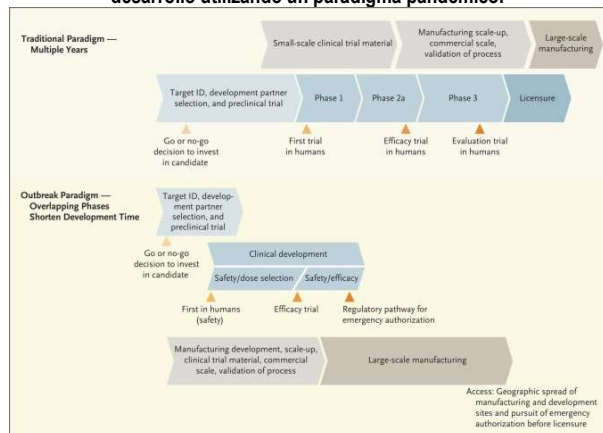 desarrollo utilizando un paradigma pandémico.
Traditional Paradigm —
Multiple Years
Small-scale clinical trial material
Manufacturing scale-up,
commercial scale,
validation of process
Large-scale
manufacturing
Target ID, development partner
selection, and preclinical trial
Phase 1
Phase 2a
Phase 3
Licensure
Go or no-go
decision to invest
in candidate
First trial
in humans
Efficacy trial
in humans
Evaluation trial
in humans
Outbreak Paradigm —
Overlapping Phases
Shorten Development Time
Target ID, develop-
ment partner
selection, and
preclinical trial
Go or no-go
decision to invest
in candidate
Clinical development
Safety/dose selection
Safety/efficacy
First in humans
(safety)
Efficacy trial
Regulatory pathway for
emergency authorization
Manufacturing development, scale-up,
clinical trial material, commercial
scale, validation of process
Large-scale manufacturing
Access: Geographic spread of
manufacturing and development
sites and pursuit of emergency
authorization before licensure